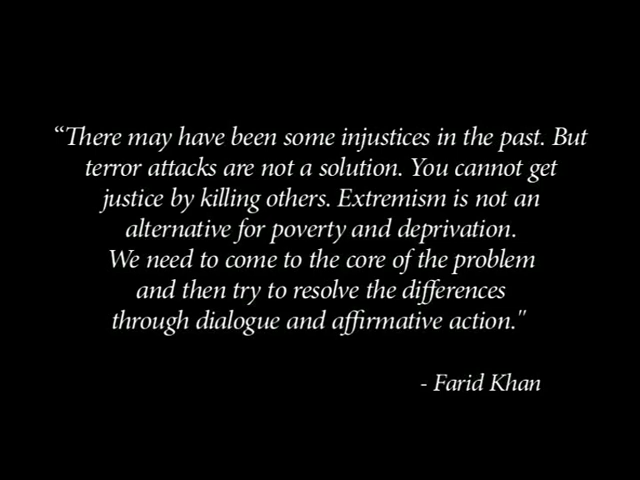 “There may have been some injustices in the past. But
terror attacks are not a solution. You cannot get
justice by killing others. Extremism is not an
alternative for poverty and deprivation.
We need to come to the core of the problem
and then try to resolve the differences
through dialogue and affirmative action."
- Farid Khan